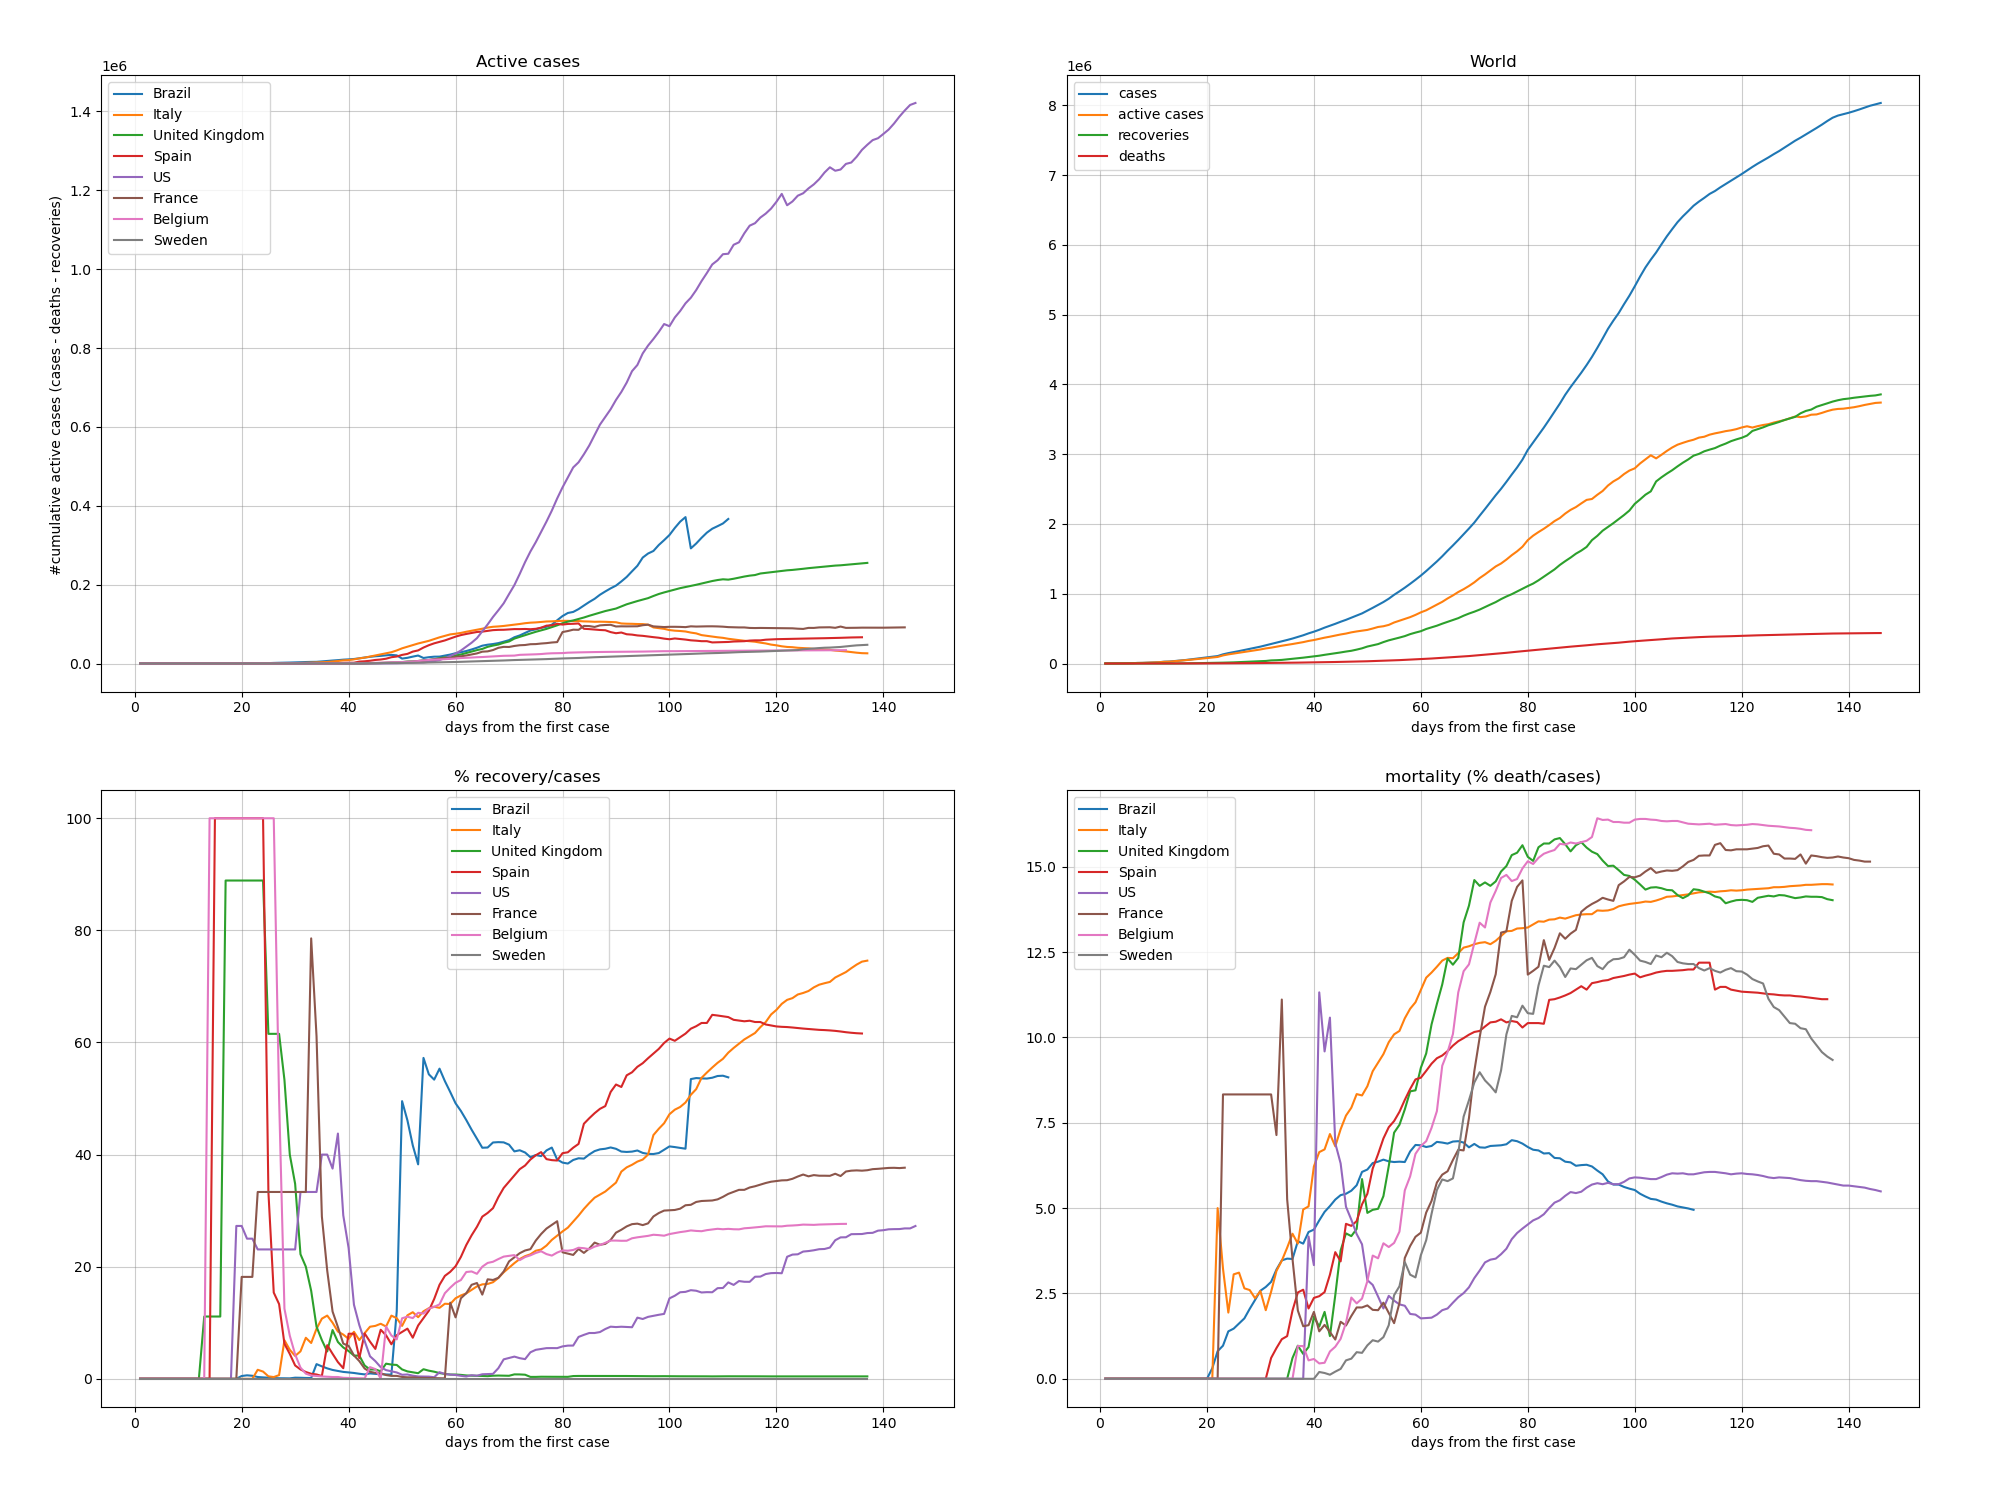 Active cases
1e6
#cumulative active cases (cases - deaths - recoveries)
1.4
1.2
1.0
0.8
0.6
0.4
0.2
0.0
Brazil
Italy
United Kingdom
Spain
US
France
Belgium
Sweden
0 20 40 60 80 100 120 140
days from the first case
World
1e6
8
7
6
5
4
3
2
1
0
cases
active cases
recoveries
deaths
0 20 40 60 80 100 120 140
days from the first case
% recovery/cases
100
80
60
40
20
0
Brazil
Italy
United Kingdom
Spain
US
France
Belgium
Sweden
0 20 40 60 80 100 120 140
days from the first case
mortality (% death/cases)
15.0
12.5
10.0
7.5
5.0
2.5
0.0
Brazil
Italy
United Kingdom
Spain
US
France
Belgium
Sweden
0 20 40 60 80 100 120 140
days from the first case